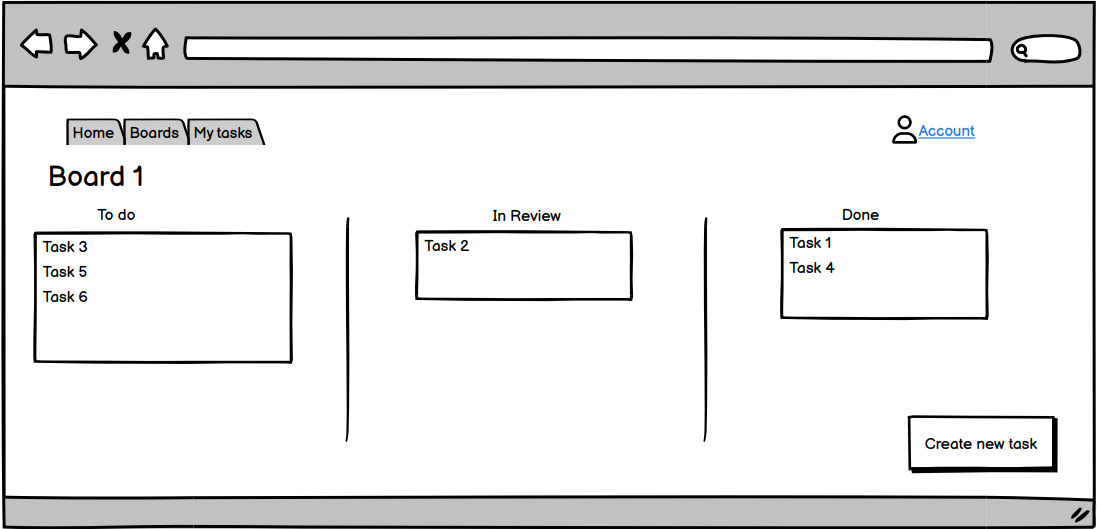 Home Boards My tasks
Account
Board 1
To do
Task 3
Task 5
Task 6
In Review
Task 2
Done
Task 1
Task 4
Create new task